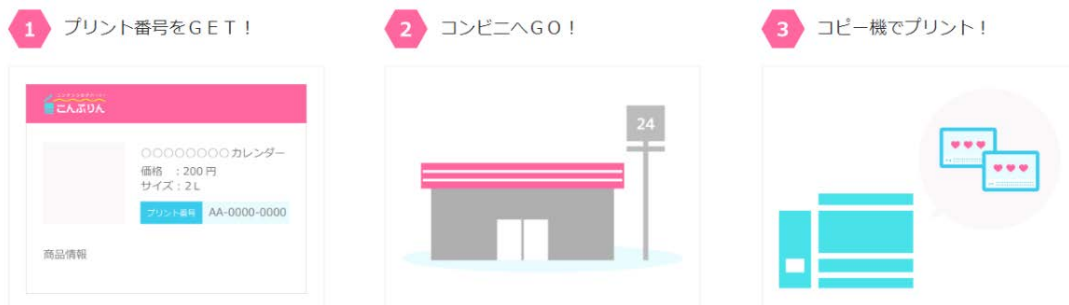 1 プリント番号をGET!
2 コンビニへGO!
3 コピー機でプリント!
こんぷりん
○○○○○○○○カレンダー
価格 :200円
サイズ:2L
プリント番号 AA-0000-0000
商品情報
24